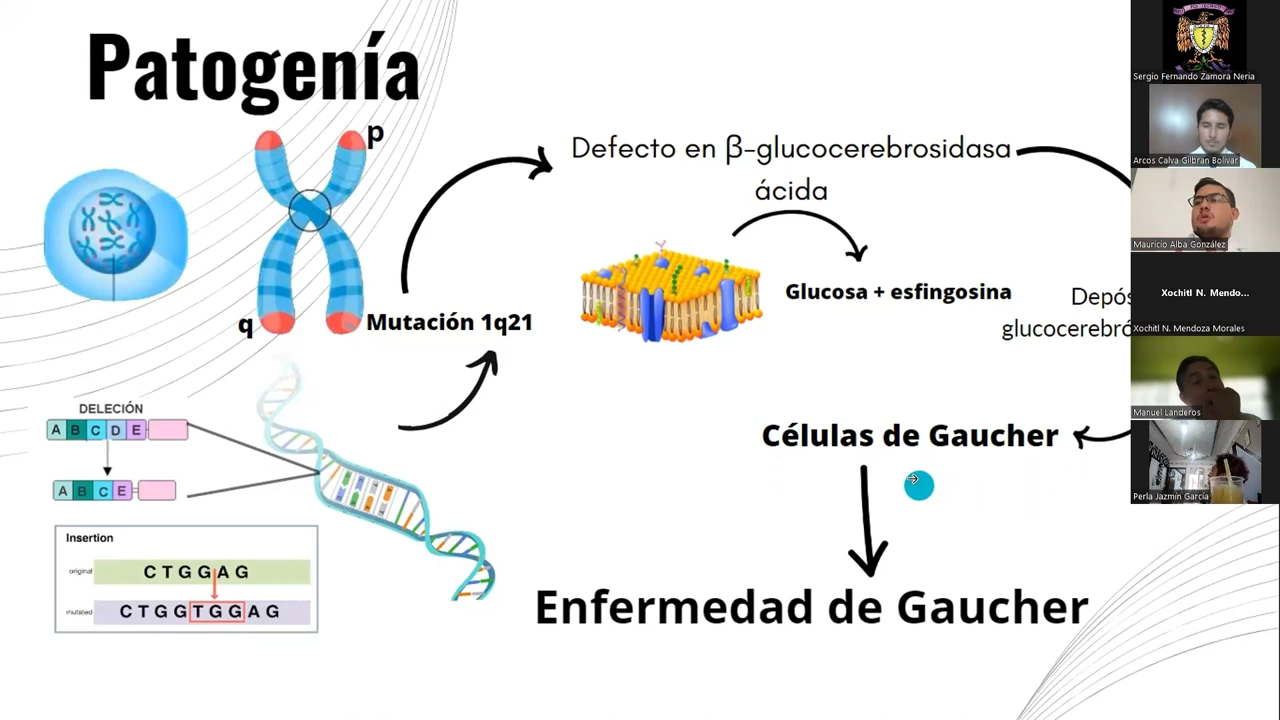 Patogenía
p
q
Mutación 1q21
Defecto en β-glucocerebrosidasa
ácida
Glucosa + esfingosina
Depós
glucocerebró
Células de Gaucher
Enfermedad de Gaucher
DELECIÓN
A B C D E
A B C E
Insertion
original
C T G G A G
mutated
C T G G T G G A G
Sergio Fernando Zamora Neria
Arcos Calva Gilbran Bolivar
Mauricio Alba González
Xochitl N. Mendo...
Xochitl N. Mendoza Morales
Manuel Landeros
Perla Jazmín García